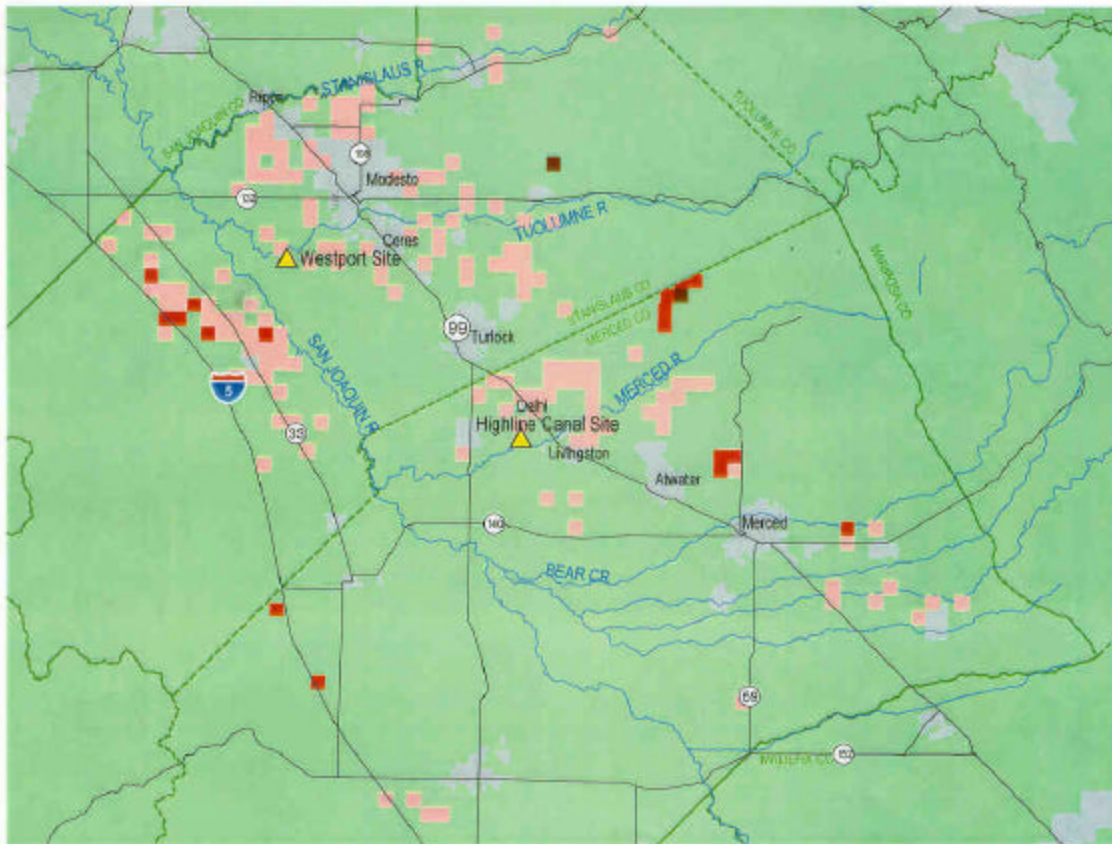 STANISLAUS R
Ripon
SAN JOAQUIN CO
TUOLUMNE CO
108
Modesto
132
TUOLUMNE R
Ceres
Westport Site
MARIPOSA CO
STANISLAUS CO
MERCED CO
99
Turlock
SAN JOAQUIN R
MERCED R
5
33
Delhi
Highline Canal Site
Livingston
Atwater
140
Merced
BEAR CR
59
MADERA CO
152